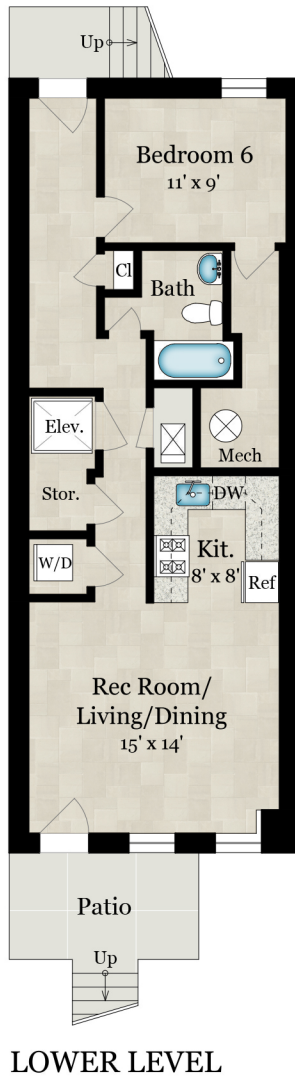 Up
Bedroom 6
11' x 9'
Cl
Bath
Elev.
Mech
Stor.
DW
Kit.
8' x 8'
W/D
Ref
Rec Room/
Living/Dining
15' x 14'
Patio
Up
LOWER LEVEL